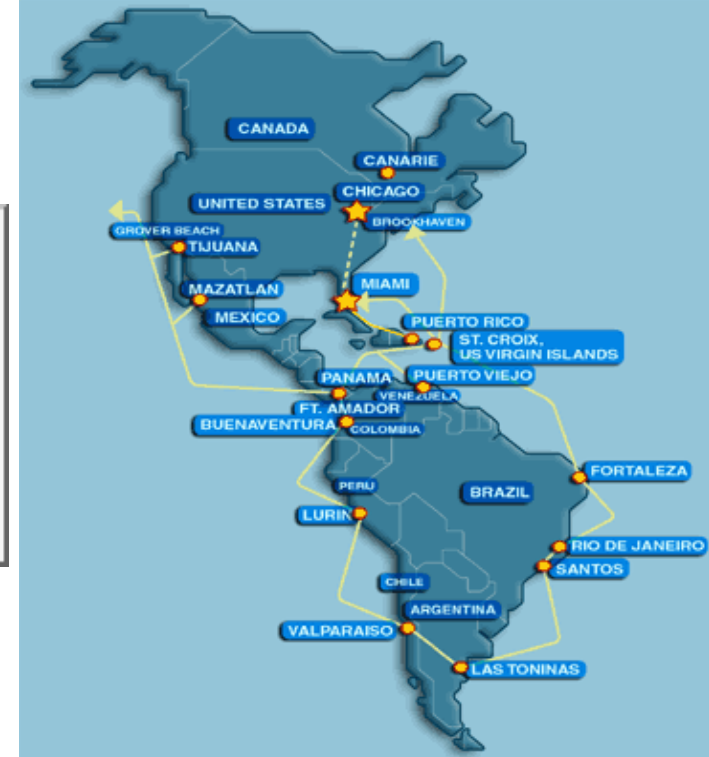 CANADA
CANARIE
CHICAGO
UNITED STATES
BROOKHAVEN
GROVER BEACH
TIJUANA
MIAMI
MAZATLAN
MEXICO
PUERTO RICO
ST. CROIX,
US VIRGIN ISLANDS
PANAMA
PUERTO VIEJO
VENEZUELA
FT. AMADOR
BUENAVENTURA
COLOMBIA
FORTALEZA
PERU
BRAZIL
LURIN
RIO DE JANEIRO
SANTOS
CHILE
ARGENTINA
VALPARAISO
LAS TONINAS